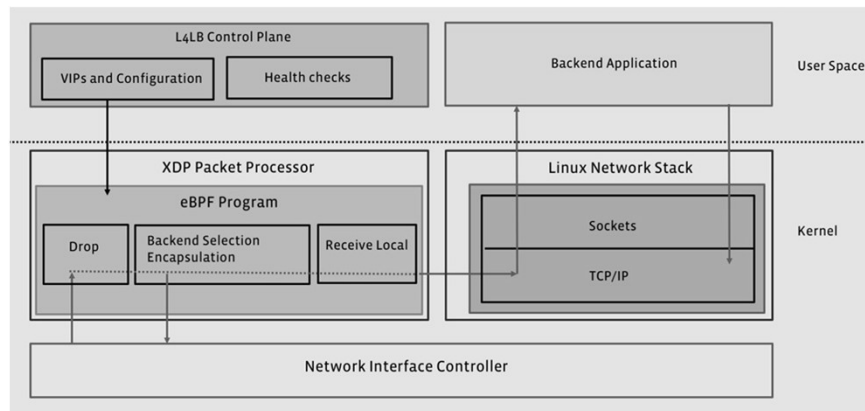 L4LB Control Plane
VIPs and Configuration
Health checks
Backend Application
User Space
XDP Packet Processor
Linux Network Stack
eBPF Program
Drop
Backend Selection
Encapsulation
Receive Local
Sockets
TCP/IP
Kernel
Network Interface Controller